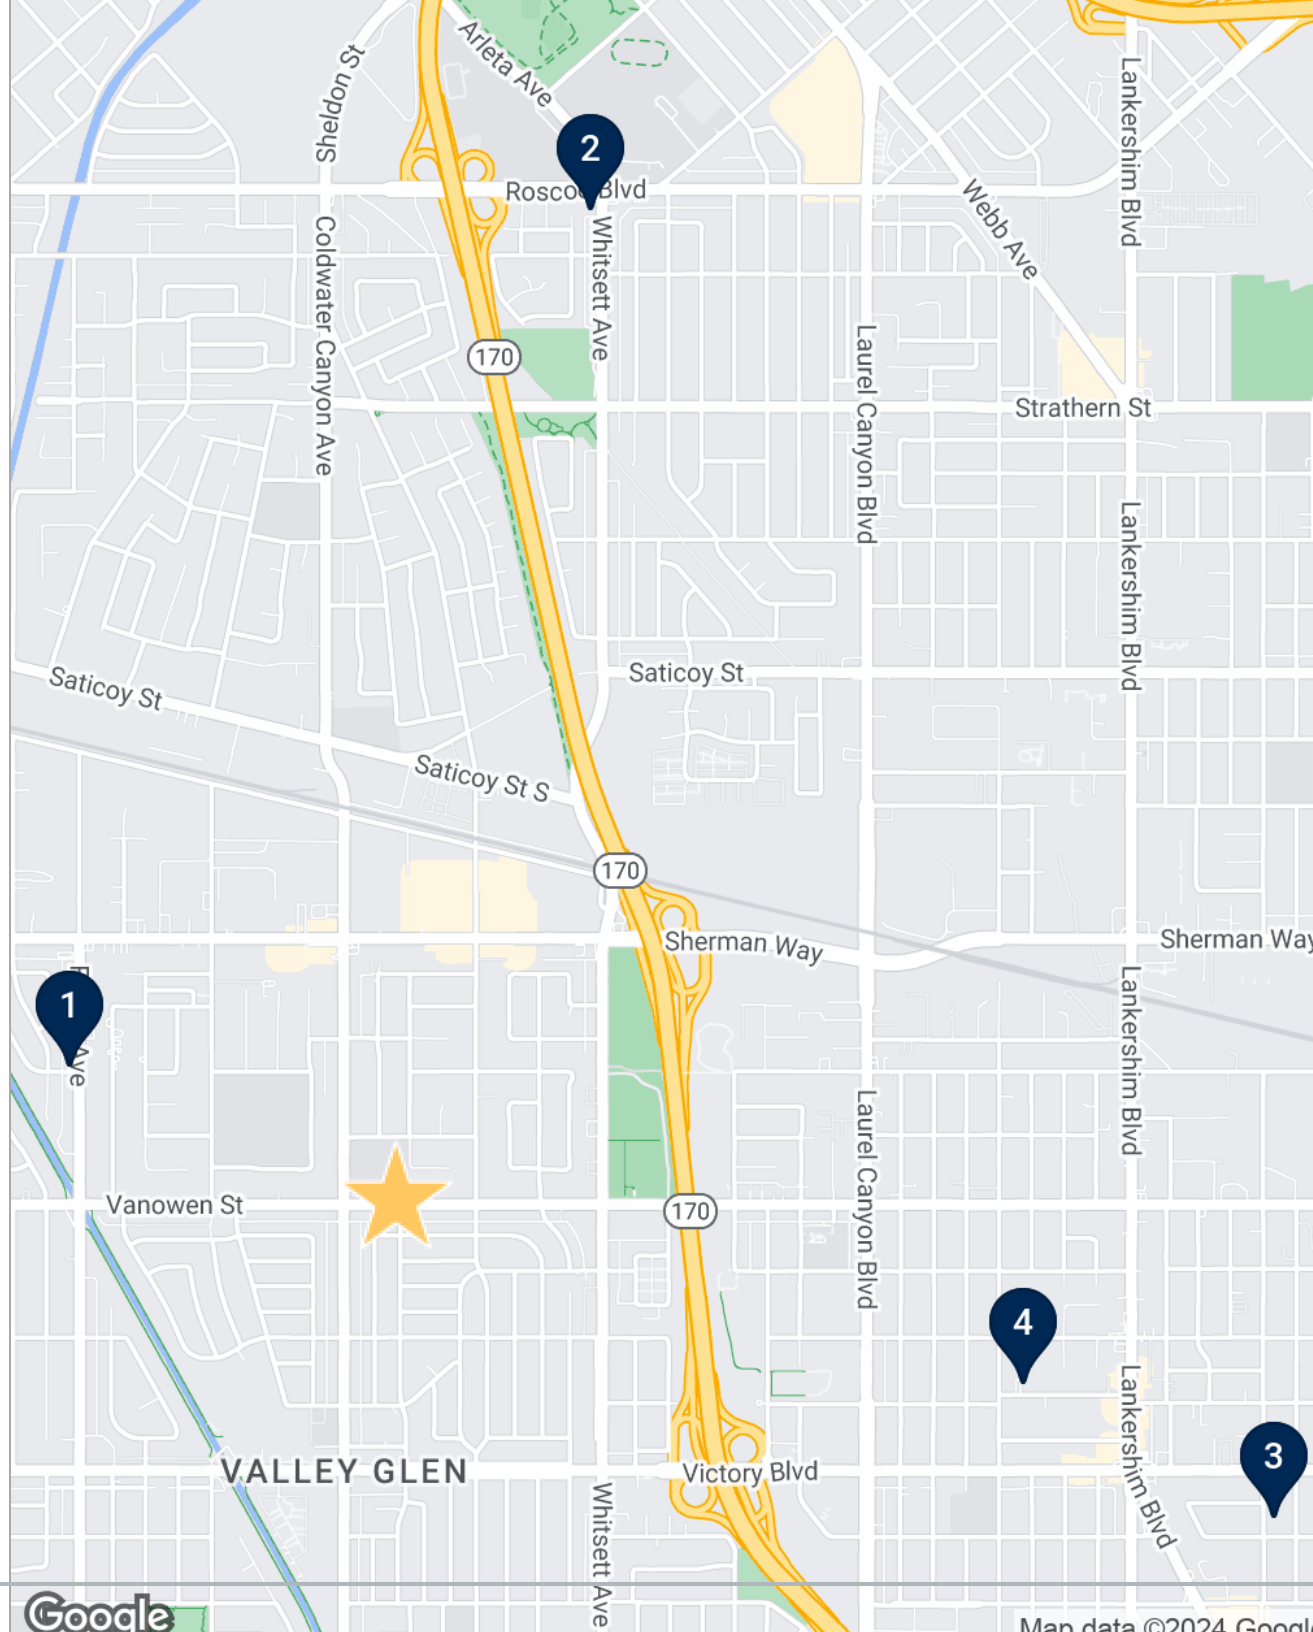 Arleta Ave
Sheldon St
Lankershim Blvd
2
Webb Ave
Whitsett Ave
Coldwater Canyon Ave
170
Laurel Canyon Blvd
Strathern St
Lankershim Blvd
Saticoy St
Saticoy St
Saticoy St S
170
Sherman Way
Sherman Way
1
Ave
Lankershim Blvd
Laurel Canyon Blvd
Vanowen St
170
4
Lankershim Blvd
3
VALLEY GLEN
Victory Blvd
Whitsett Ave
Google
Map data ©2024 Google